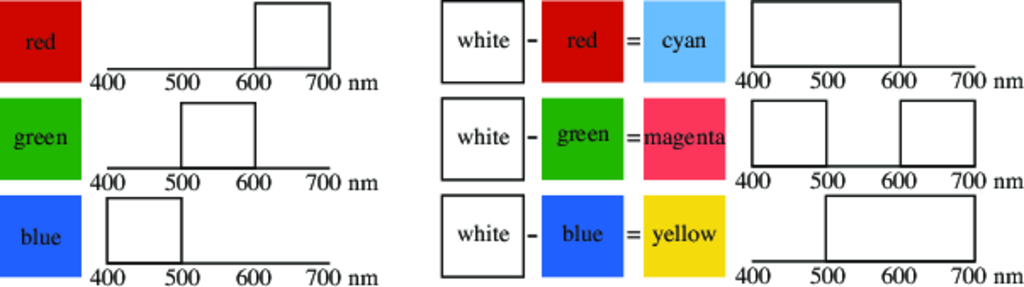 red
400 500 600 700 nm
white - red = cyan
400 500 600 700 nm
green
400 500 600 700 nm
white - green = magenta
400 500 600 700 nm
blue
400 500 600 700 nm
white - blue = yellow
400 500 600 700 nm